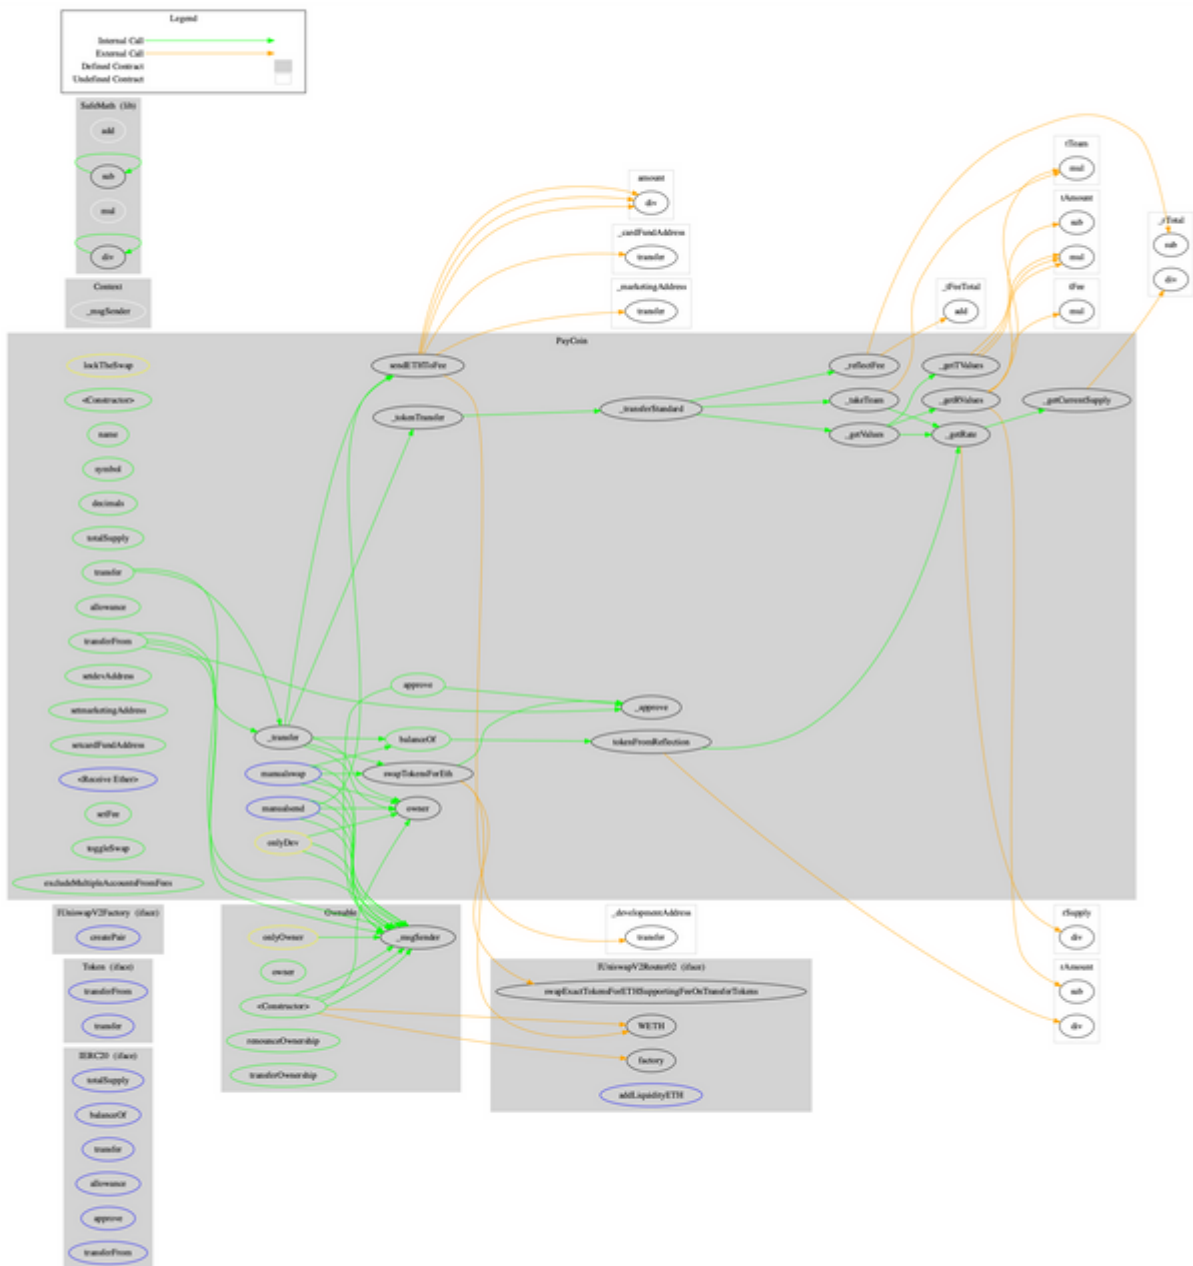 Legend
Internal Call
External Call
Defined Contract
Undefined Contract
SafeMath (lib)
add
sub
mul
div
Context
_msgSender
amount
div
_cardFundAddress
transfer
_marketingAddress
transfer
_tFeeTotal
add
tTeam
mul
tAmount
sub
mul
tFee
mul
_rTotal
sub
div
PayCoin
lockTheSwap
<Constructor>
name
symbol
decimals
totalSupply
transfer
allowance
transferFrom
setdevAddress
setmarketingAddress
setcardFundAddress
<Receive Ether>
setFee
toggleSwap
excludeMultipleAccountsFromFees
_transfer
manualswap
manualsend
onlyDev
sendETHToFee
_tokenTransfer
approve
balanceOf
swapTokensForEth
owner
_transferStandard
_approve
tokenFromReflection
_reflectFee
_takeTeam
_getValues
_getTValues
_getRValues
_getRate
_getCurrentSupply
IUniswapV2Factory (iface)
createPair
Token (iface)
transferFrom
transfer
IERC20 (iface)
totalSupply
balanceOf
transfer
allowance
approve
transferFrom
Ownable
onlyOwner
owner
<Constructor>
renounceOwnership
transferOwnership
_msgSender
_developmentAddress
transfer
IUniswapV2Router02 (iface)
swapExactTokensForETHSupportingFeeOnTransferTokens
WETH
factory
addLiquidityETH
rSupply
div
rAmount
sub
div